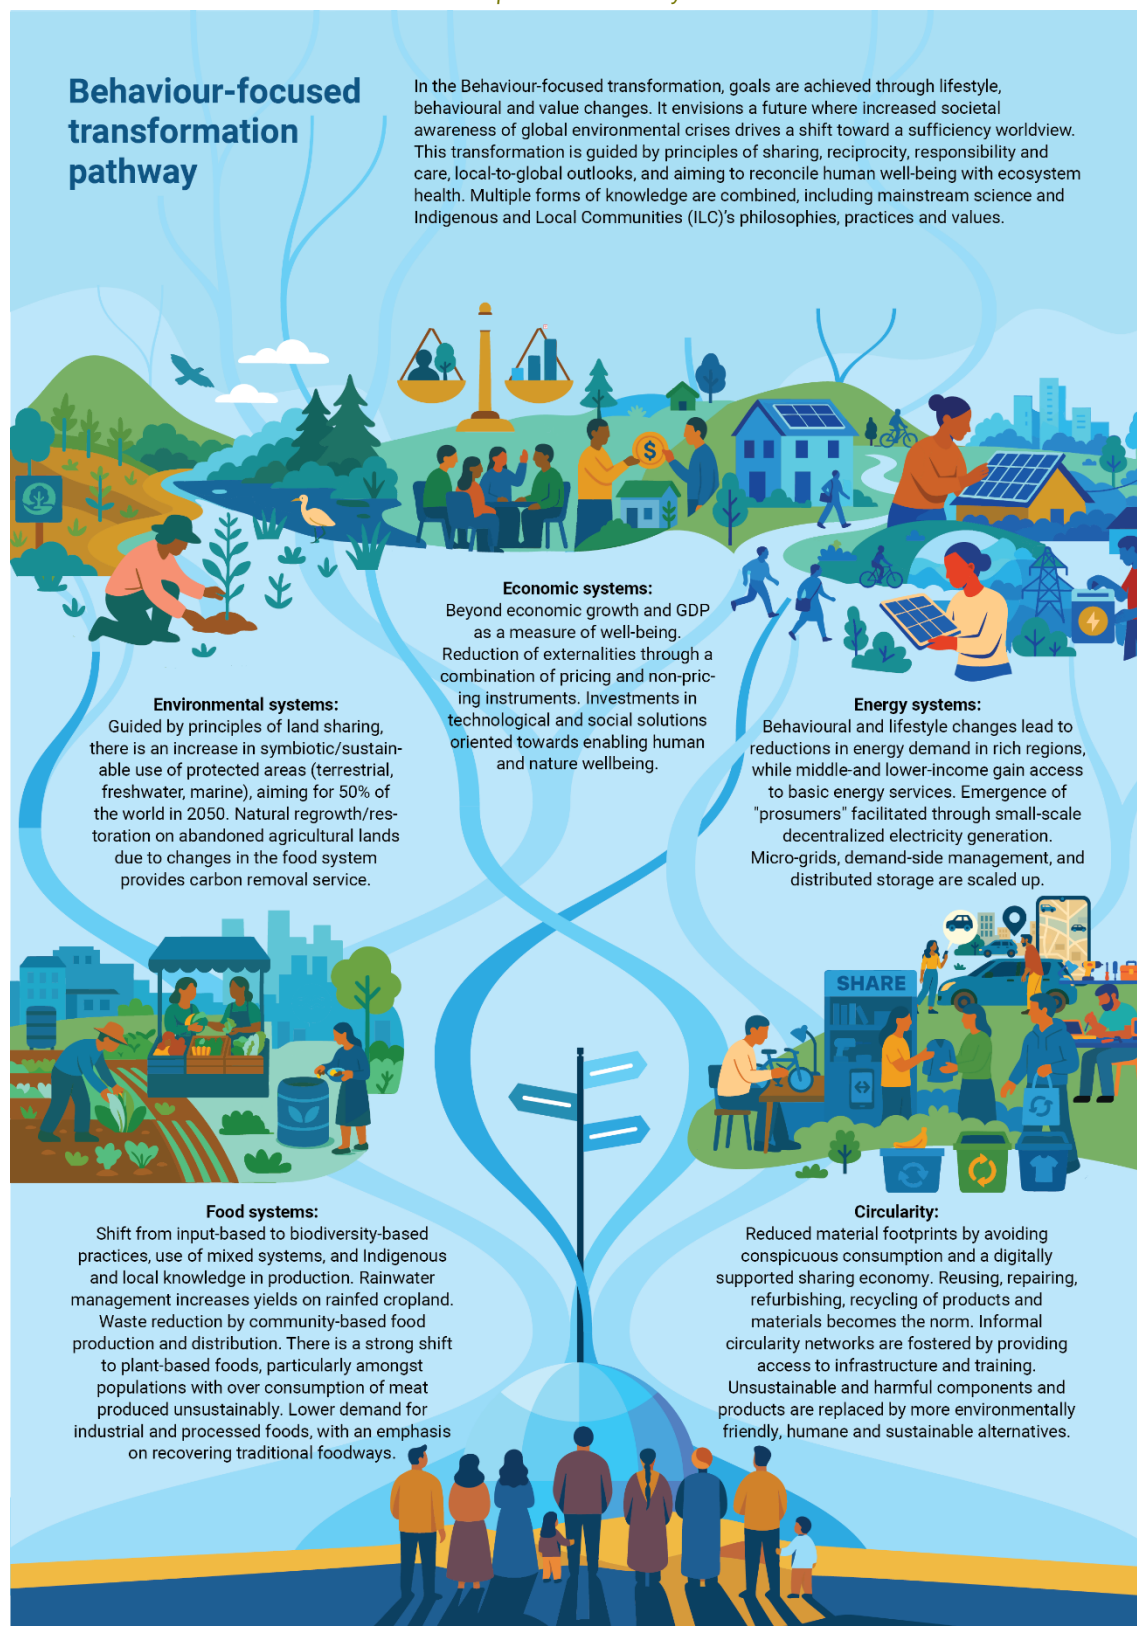 Behaviour-focused
transformation
pathway
In the Behaviour-focused transformation, goals are achieved through lifestyle,
behavioural and value changes. It envisions a future where increased societal
awareness of global environmental crises drives a shift toward a sufficiency worldview.
This transformation is guided by principles of sharing, reciprocity, responsibility and
care, local-to-global outlooks, and aiming to reconcile human well-being with ecosystem
health. Multiple forms of knowledge are combined, including mainstream science and
Indigenous and Local Communities (ILC)'s philosophies, practices and values.
$
Economic systems:
Beyond economic growth and GDP
as a measure of well-being.
Reduction of externalities through a
combination of pricing and non-pric-
ing instruments. Investments in
technological and social solutions
oriented towards enabling human
and nature wellbeing.
Environmental systems:
Guided by principles of land sharing,
there is an increase in symbiotic/sustain-
able use of protected areas (terrestrial,
freshwater, marine), aiming for 50% of
the world in 2050. Natural regrowth/res-
toration on abandoned agricultural lands
due to changes in the food system
provides carbon removal service.
Energy systems:
Behavioural and lifestyle changes lead to
reductions in energy demand in rich regions,
while middle-and lower-income gain access
to basic energy services. Emergence of
"prosumers" facilitated through small-scale
decentralized electricity generation.
Micro-grids, demand-side management, and
distributed storage are scaled up.
SHARE
Food systems:
Shift from input-based to biodiversity-based
practices, use of mixed systems, and Indigenous
and local knowledge in production. Rainwater
management increases yields on rainfed cropland.
Waste reduction by community-based food
production and distribution. There is a strong shift
to plant-based foods, particularly amongst
populations with over consumption of meat
produced unsustainably. Lower demand for
industrial and processed foods, with an emphasis
on recovering traditional foodways.
Circularity:
Reduced material footprints by avoiding
conspicuous consumption and a digitally
supported sharing economy. Reusing, repairing,
refurbishing, recycling of products and
materials becomes the norm. Informal
circularity networks are fostered by providing
access to infrastructure and training.
Unsustainable and harmful components and
products are replaced by more environmentally
friendly, humane and sustainable alternatives.